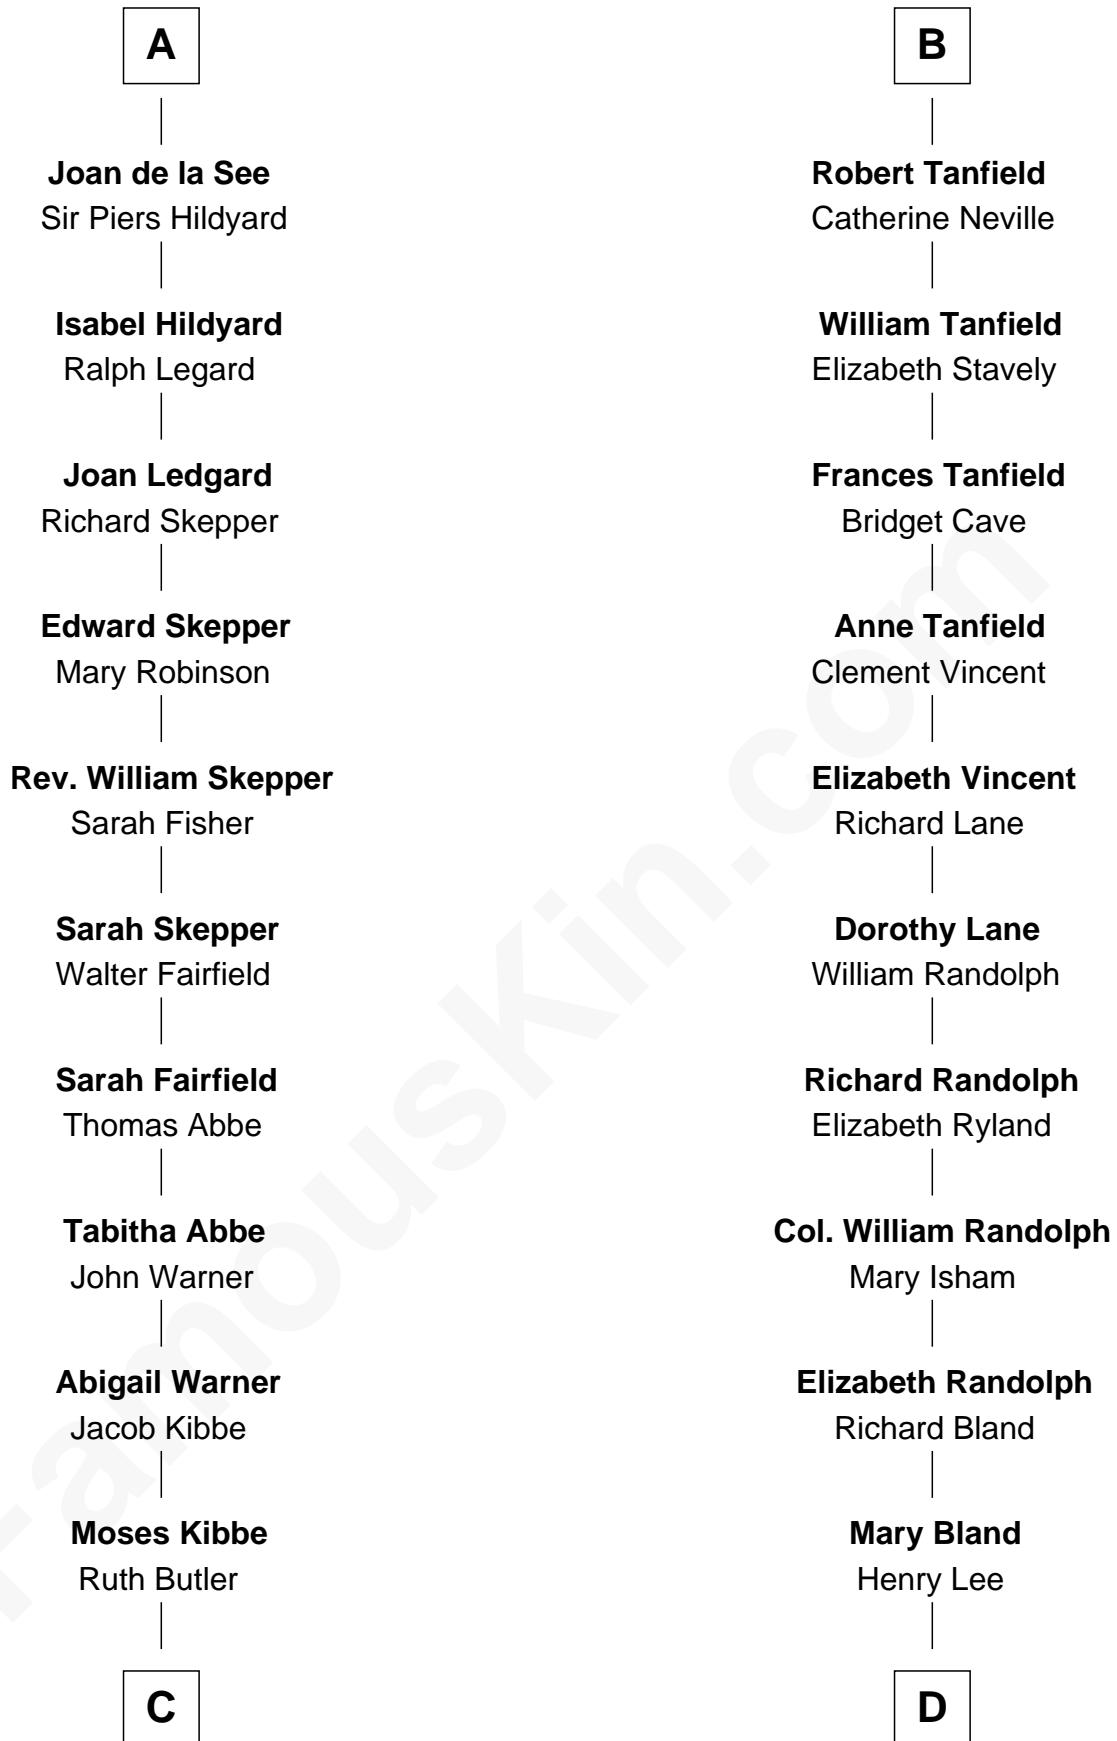 A
Joan de la See
Sir Piers Hildyard
Isabel Hildyard
Ralph Legard
Joan Ledgard
Richard Skepper
Edward Skepper
Mary Robinson
Rev. William Skepper
Sarah Fisher
Sarah Skepper
Walter Fairfield
Sarah Fairfield
Thomas Abbe
Tabitha Abbe
John Warner
Abigail Warner
Jacob Kibbe
Moses Kibbe
Ruth Butler
C
B
Robert Tanfield
Catherine Neville
William Tanfield
Elizabeth Stavely
Frances Tanfield
Bridget Cave
Anne Tanfield
Clement Vincent
Elizabeth Vincent
Richard Lane
Dorothy Lane
William Randolph
Richard Randolph
Elizabeth Ryland
Col. William Randolph
Mary Isham
Elizabeth Randolph
Richard Bland
Mary Bland
Henry Lee
D
FamousKin.com